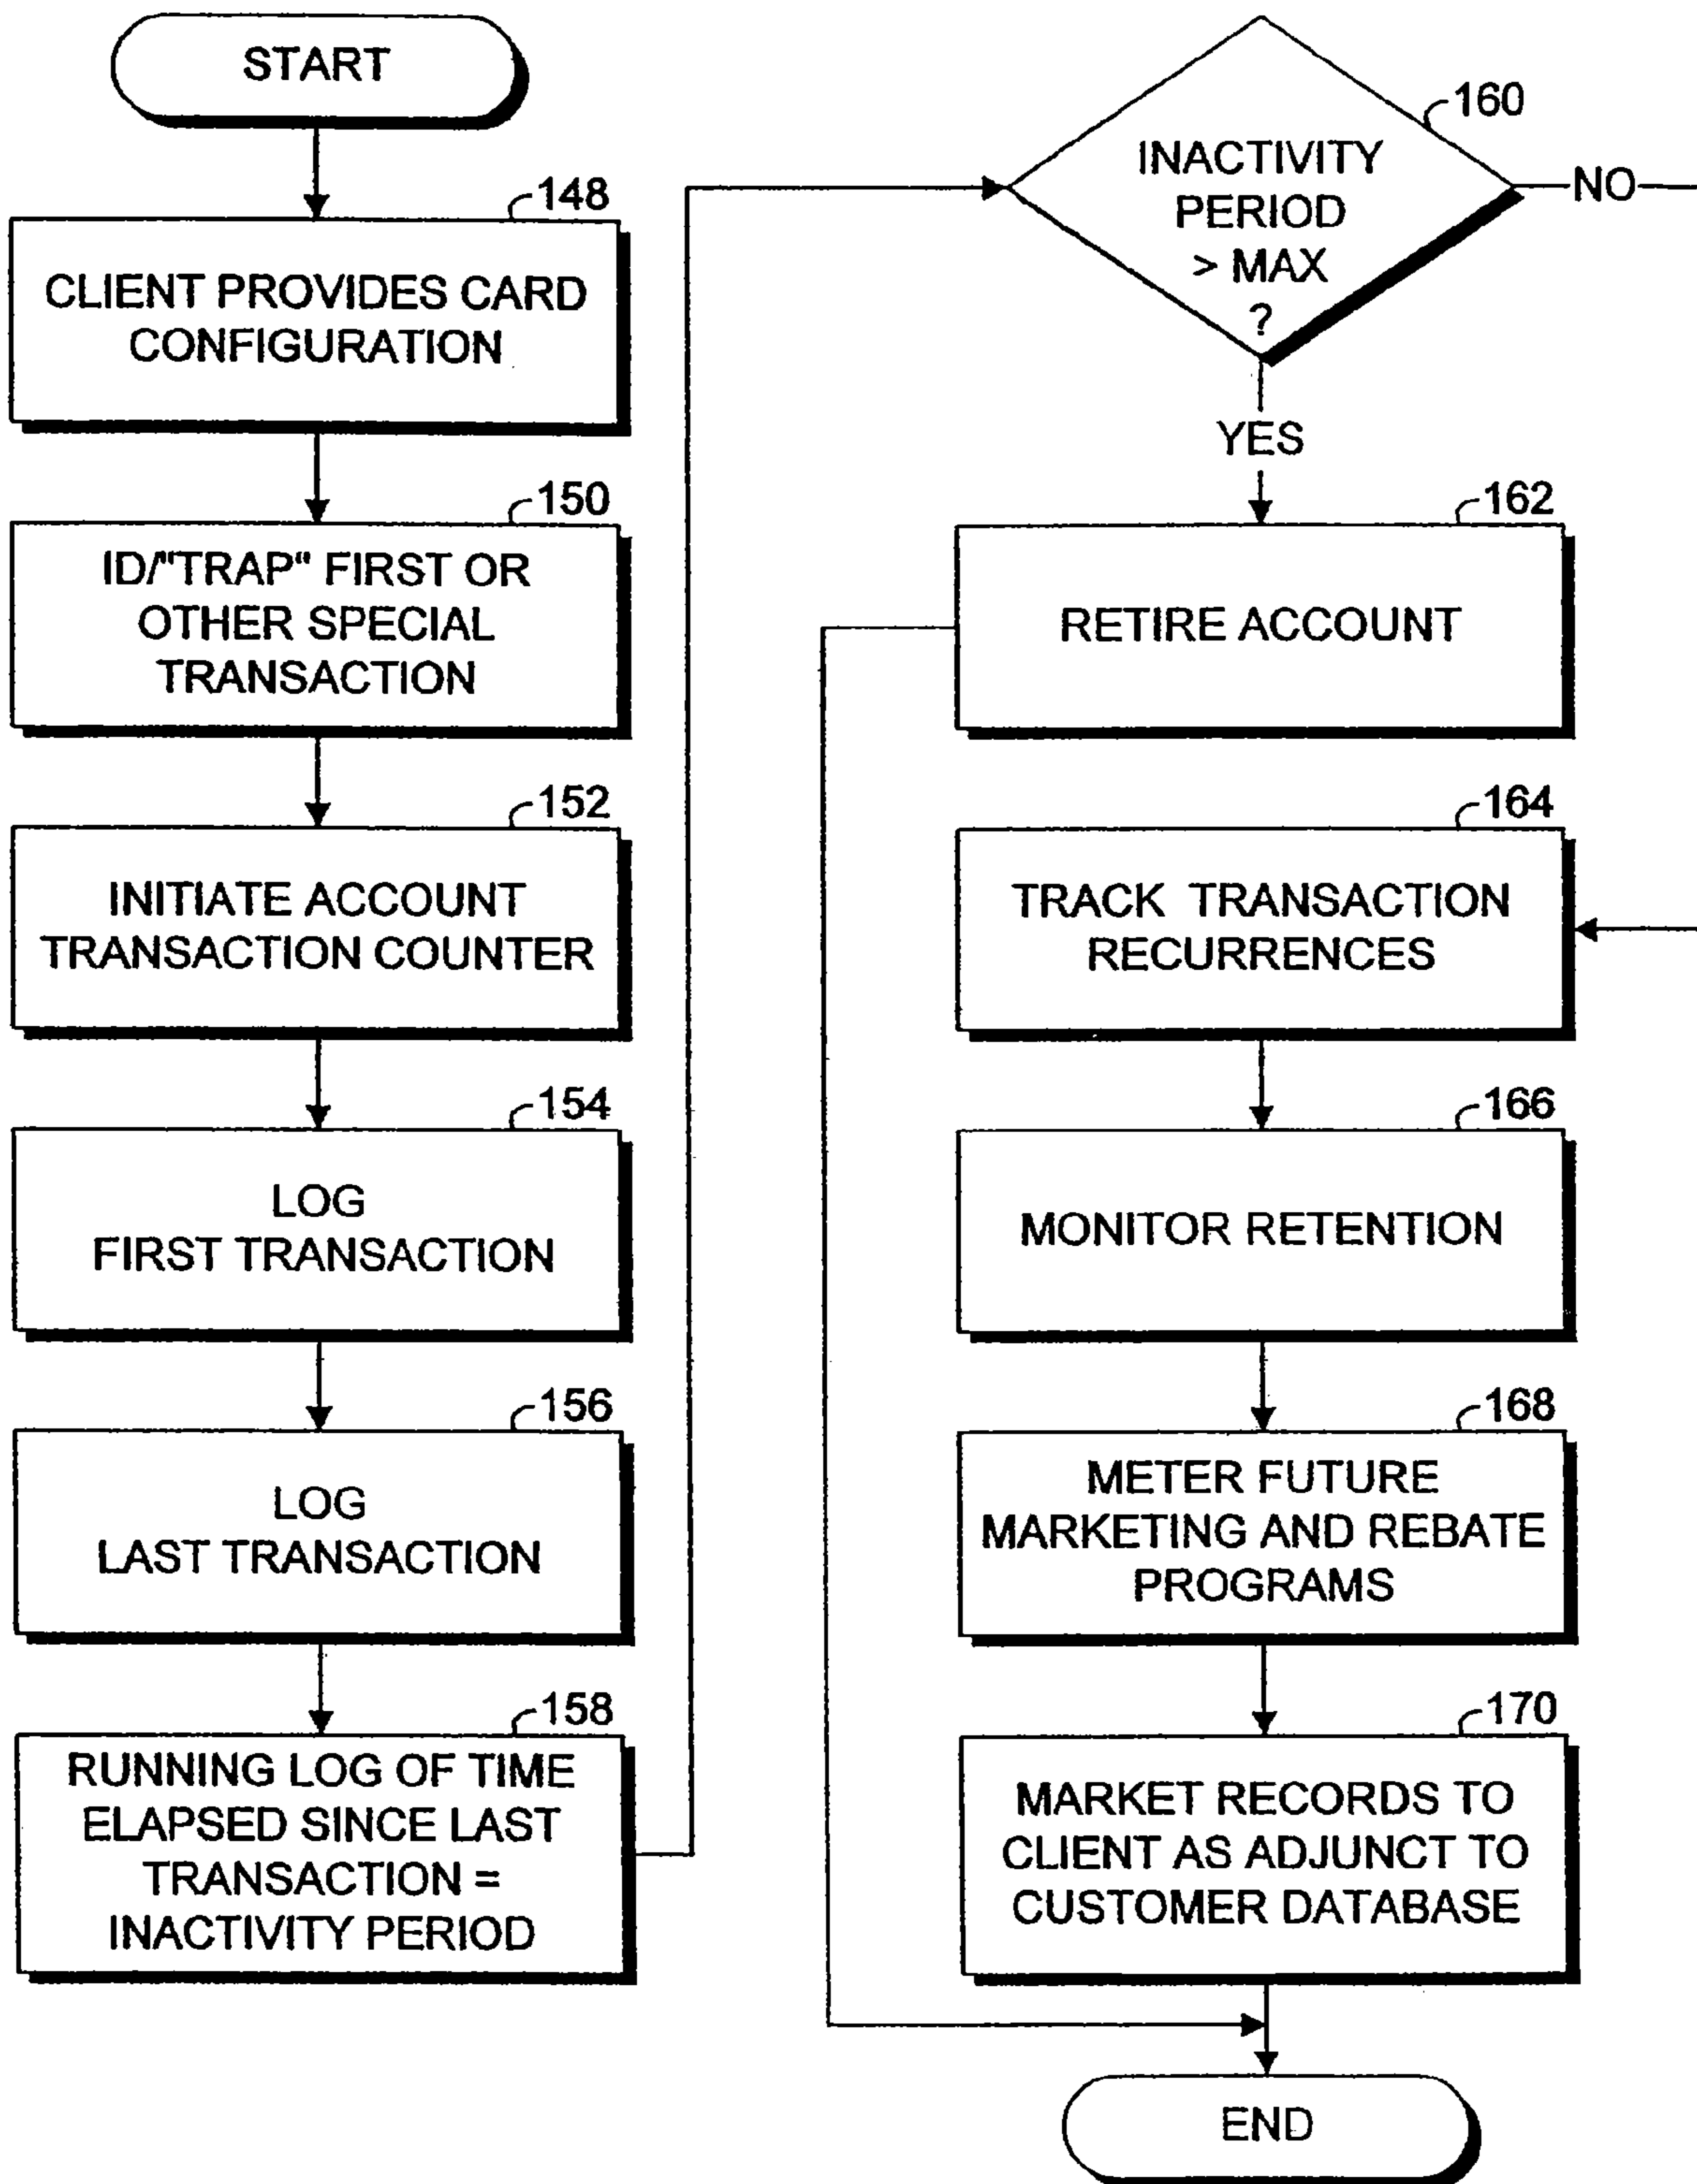 START
148
CLIENT PROVIDES CARD
CONFIGURATION
150
ID/"TRAP" FIRST OR
OTHER SPECIAL
TRANSACTION
152
INITIATE ACCOUNT
TRANSACTION COUNTER
154
LOG
FIRST TRANSACTION
156
LOG
LAST TRANSACTION
158
RUNNING LOG OF TIME
ELAPSED SINCE LAST
TRANSACTION =
INACTIVITY PERIOD
160
INACTIVITY
PERIOD
> MAX
?
NO
YES
162
RETIRE ACCOUNT
164
TRACK TRANSACTION
RECURRENCES
166
MONITOR RETENTION
168
METER FUTURE
MARKETING AND REBATE
PROGRAMS
170
MARKET RECORDS TO
CLIENT AS ADJUNCT TO
CUSTOMER DATABASE
END